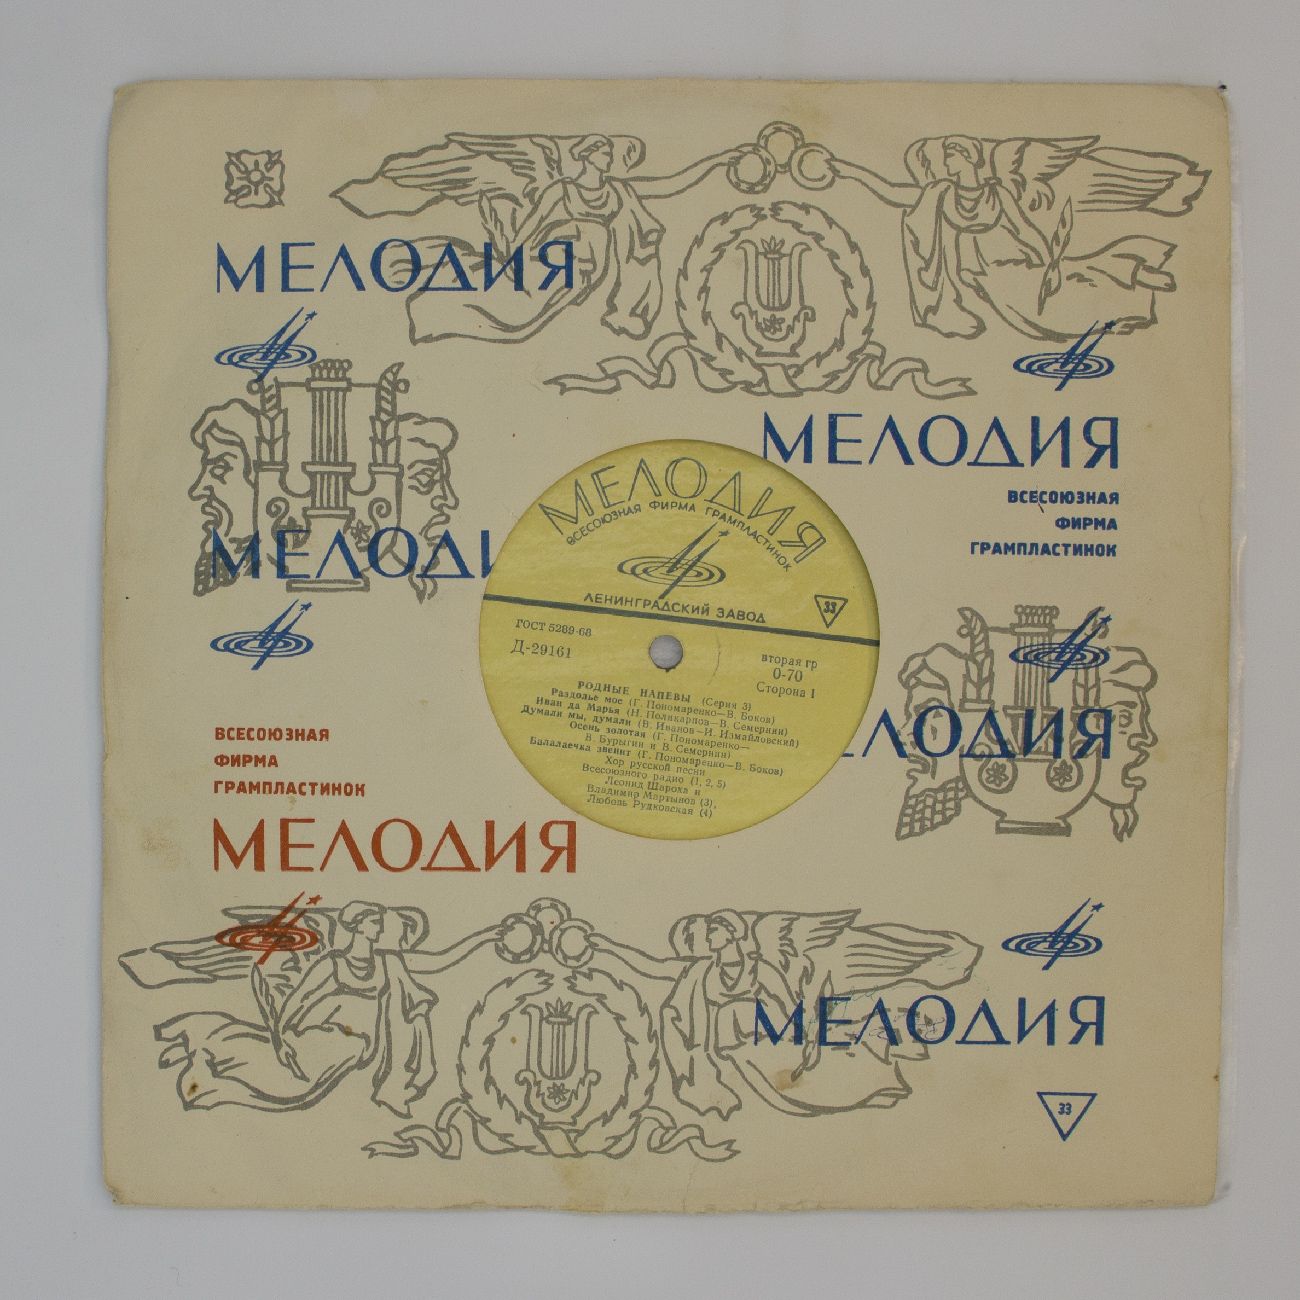 МЕЛОДИЯ
МЕЛОДИЯ
ВСЕСОЮЗНАЯ
ФИРМА
ГРАМПЛАСТИНОК
МЕЛОДИ
МЕЛОДИЯ
ВСЕСОЮЗНАЯ ФИРМА ГРАМПЛАСТИНОК
ЛЕНИНГРАДСКИЙ ЗАВОД
33
ГОСТ 5289-68
Д-29161
вторая гр
0-70
Сторона 1
РОДНЫЕ НАПЕВЫ (Серия 3)
Раздолье мое (Г. Пономаренко—В. Боков)
Иван да Марья (Н. Поликарпов—В. Семернин)
Думали мы, думали (В. Иванов—И. Измайловский)
Осень золотая (Г. Пономаренко—
В. Бурыгин и В. Семернин)
Балалаечка звенит (Г. Пономаренко—В. Боков)
Хор русской песни
Всесоюзного радио (1, 2, 5)
Леонид Шароха и
Владимир Мартынов (3),
Любовь Рудковская (4)
ЛОДИЯ
ВСЕСОЮЗНАЯ
ФИРМА
ГРАМПЛАСТИНОК
МЕЛОДИЯ
МЕЛОДИЯ
33